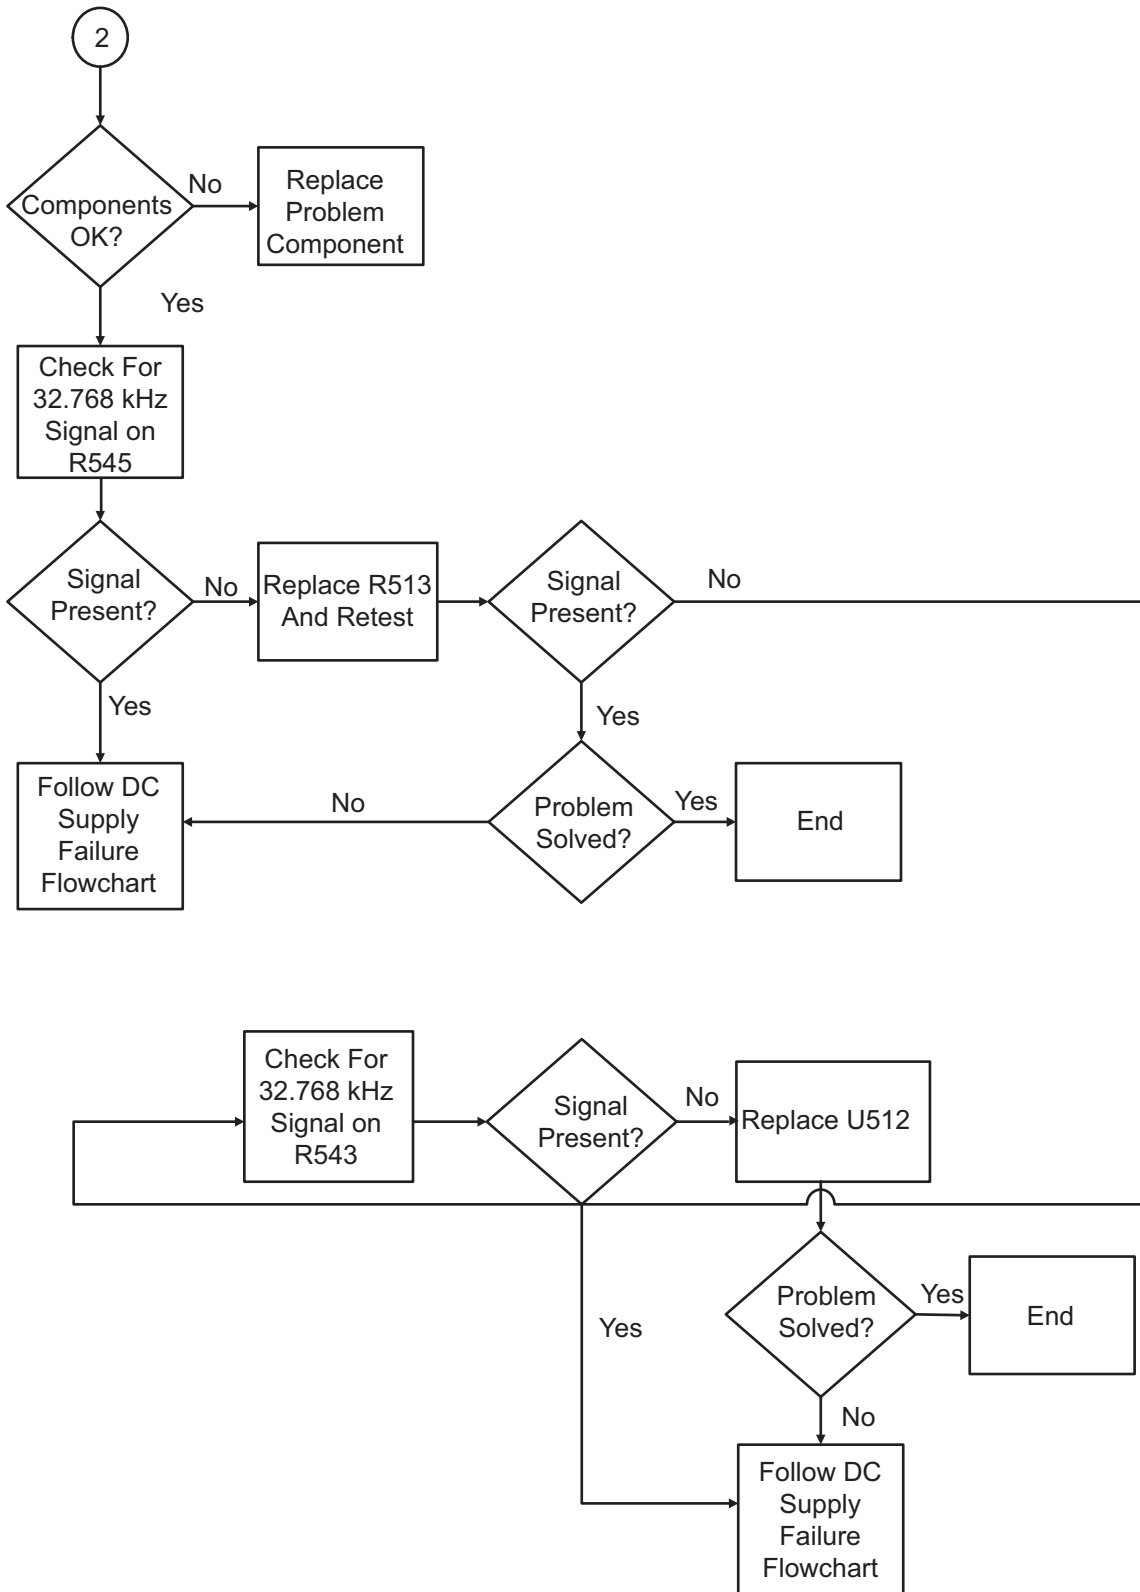 2
Components
OK?
No
Replace
Problem
Component
Yes
Check For
32.768 kHz
Signal on
R545
Signal
Present?
No
Replace R513
And Retest
Signal
Present?
No
Yes
Yes
Follow DC
Supply
Failure
Flowchart
No
Problem
Solved?
Yes
End
Check For
32.768 kHz
Signal on
R543
Signal
Present?
No
Replace U512
Yes
Problem
Solved?
Yes
End
No
Follow DC
Supply
Failure
Flowchart